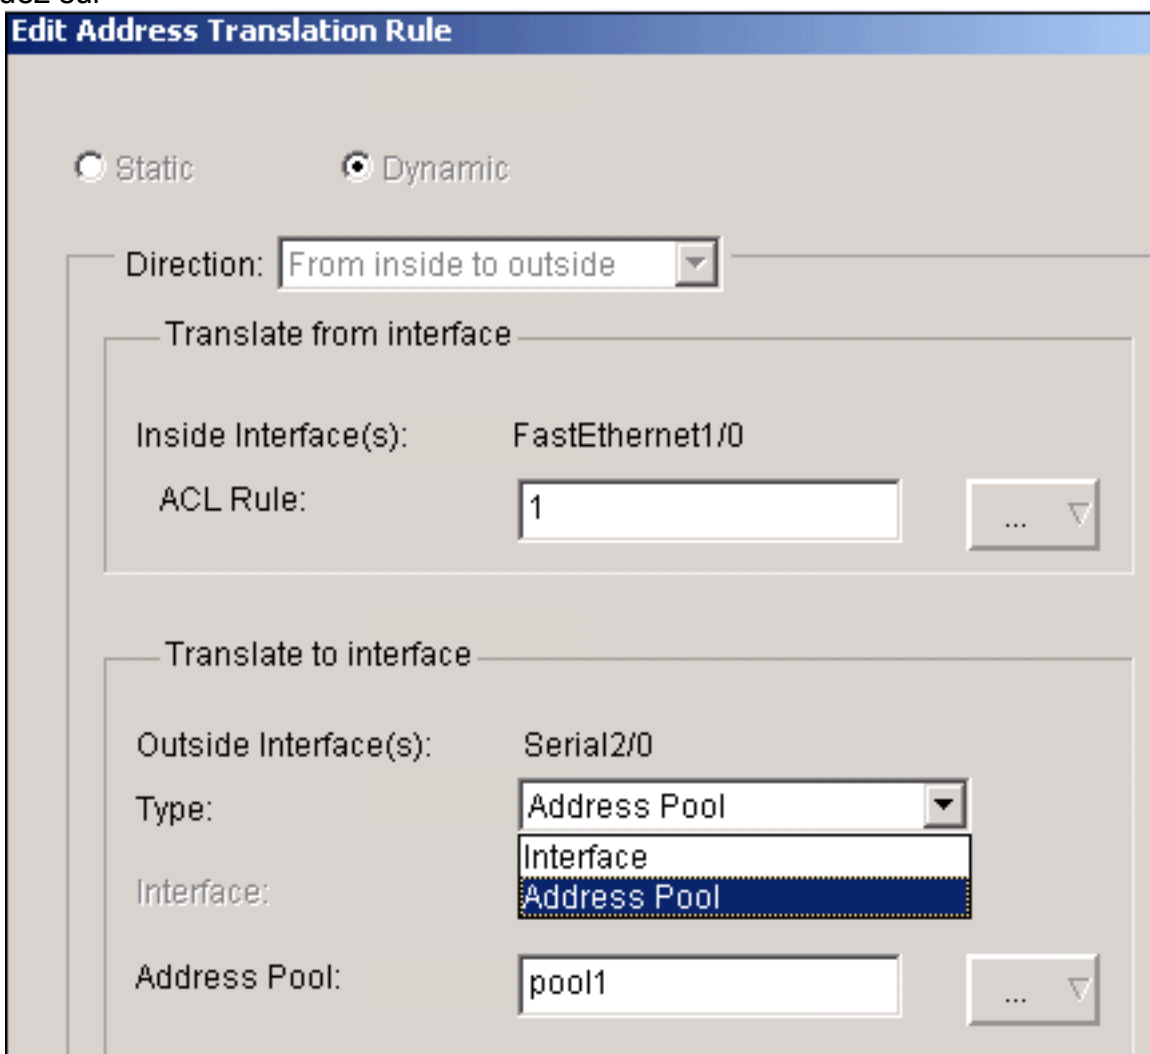 Edit Address Translation Rule
Static Dynamic
Direction: From inside to outside
Translate from interface
Inside Interface(s): FastEthernet1/0
ACL Rule: 1 ...
Translate to interface
Outside Interface(s): Serial2/0
Type: Address Pool
Interface
Interface: Address Pool
Address Pool: pool1 ...